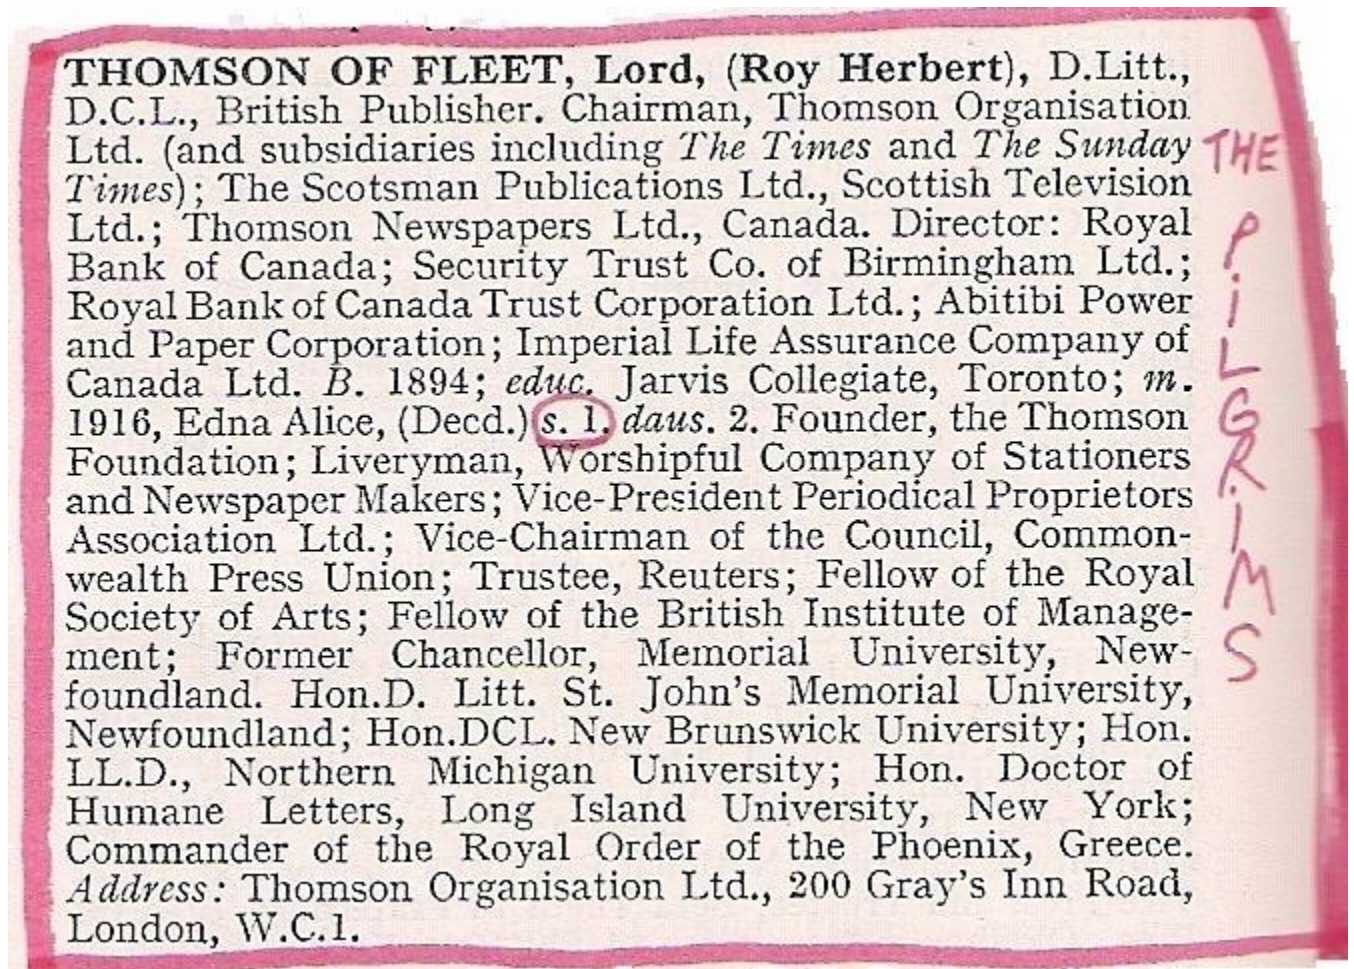 THOMSON OF FLEET, Lord, (Roy Herbert), D.Litt.,
D.C.L., British Publisher. Chairman, Thomson Organisation
Ltd. (and subsidiaries including The Times and The Sunday
Times); The Scotsman Publications Ltd., Scottish Television
Ltd.; Thomson Newspapers Ltd., Canada. Director: Royal
Bank of Canada; Security Trust Co. of Birmingham Ltd.;
Royal Bank of Canada Trust Corporation Ltd.; Abitibi Power
and Paper Corporation; Imperial Life Assurance Company of
Canada Ltd. B. 1894; educ. Jarvis Collegiate, Toronto; m.
1916, Edna Alice, (Decd.) s. 1. daus. 2. Founder, the Thomson
Foundation; Liveryman, Worshipful Company of Stationers
and Newspaper Makers; Vice-President Periodical Proprietors
Association Ltd.; Vice-Chairman of the Council, Common-
wealth Press Union; Trustee, Reuters; Fellow of the Royal
Society of Arts; Fellow of the British Institute of Manage-
ment; Former Chancellor, Memorial University, New-
foundland. Hon.D. Litt. St. John's Memorial University,
Newfoundland; Hon.DCL. New Brunswick University; Hon.
LL.D., Northern Michigan University; Hon. Doctor of
Humane Letters, Long Island University, New York;
Commander of the Royal Order of the Phoenix, Greece.
Address: Thomson Organisation Ltd., 200 Gray's Inn Road,
London, W.C.1.
THE
PiLGRIMS